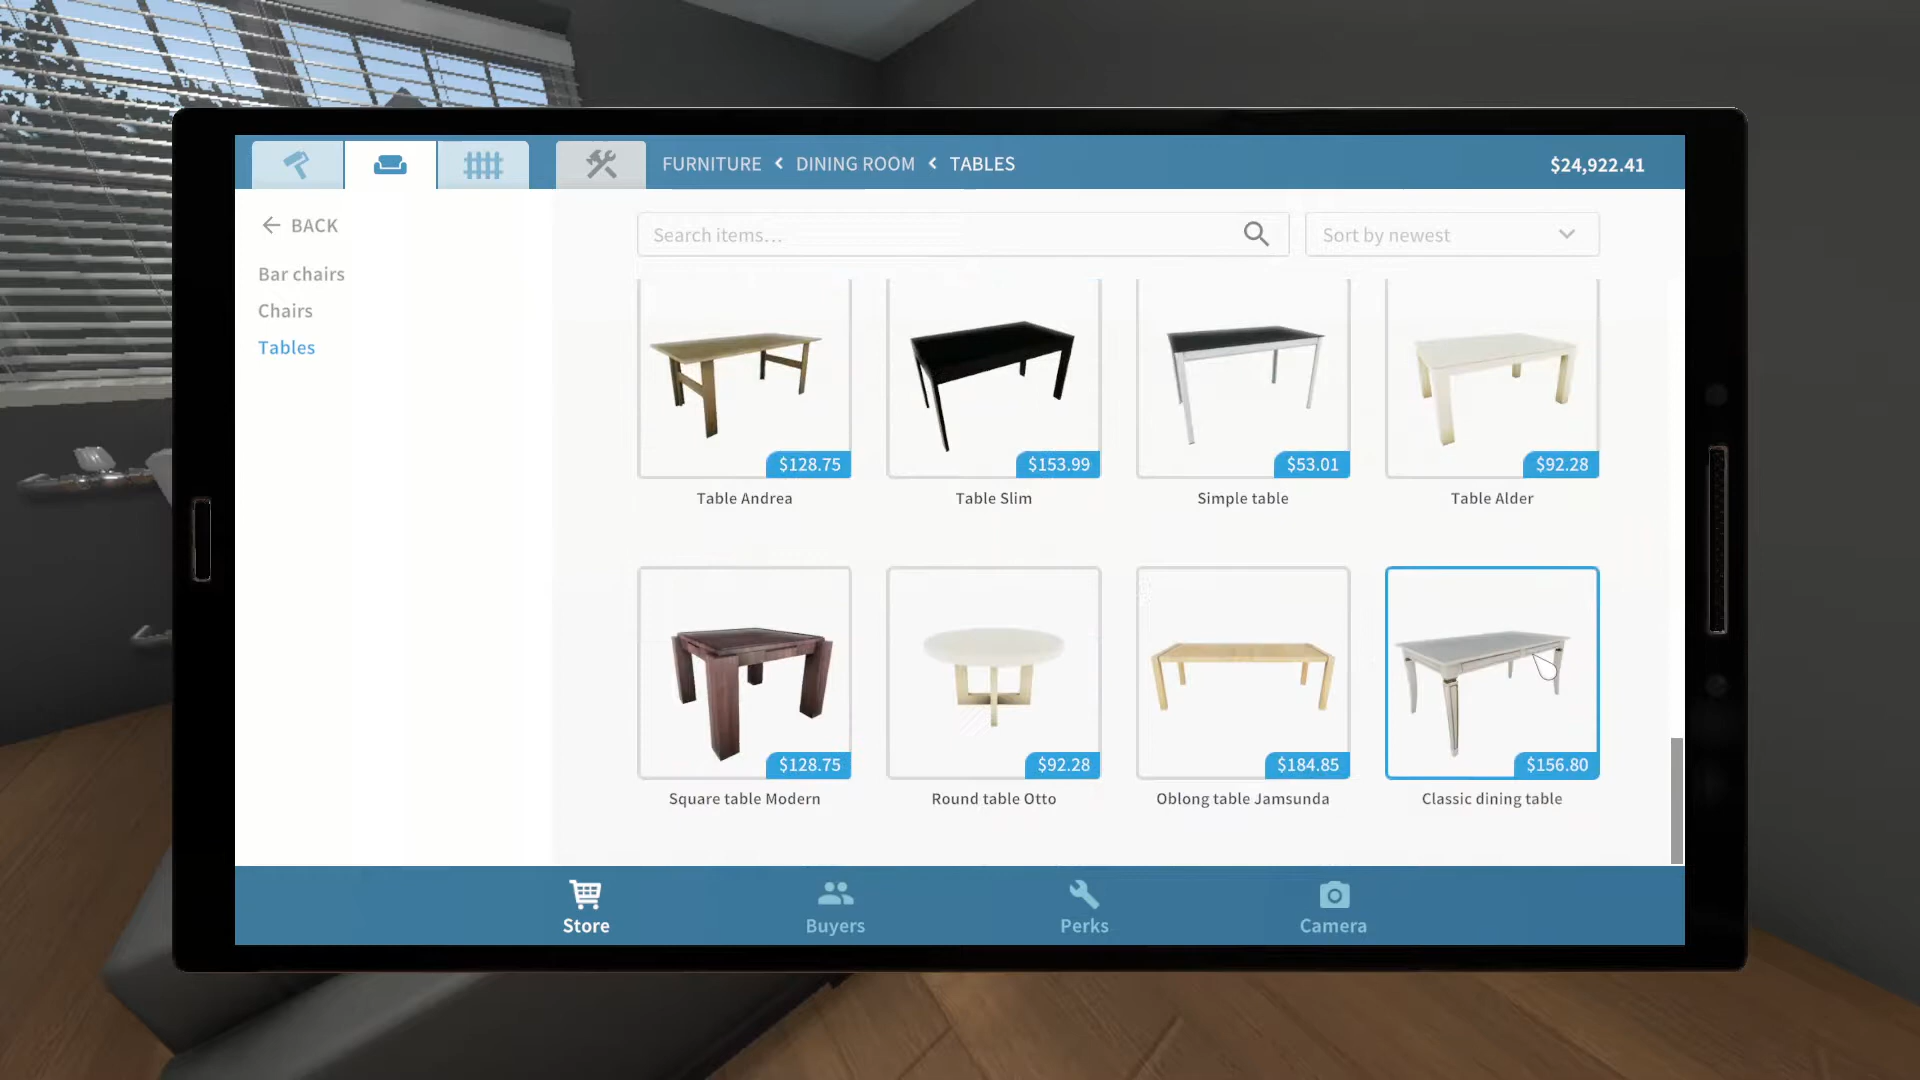 FURNITURE < DINING ROOM < TABLES
$24,922.41
BACK
Bar chairs
Chairs
Tables
Search items...
Sort by newest
$128.75
$153.99
$53.01
$92.28
Table Andrea
Table Slim
Simple table
Table Alder
$128.75
$92.28
$184.85
$156.80
Square table Modern
Round table Otto
Oblong table Jamsunda
Classic dining table
Store
Buyers
Perks
Camera